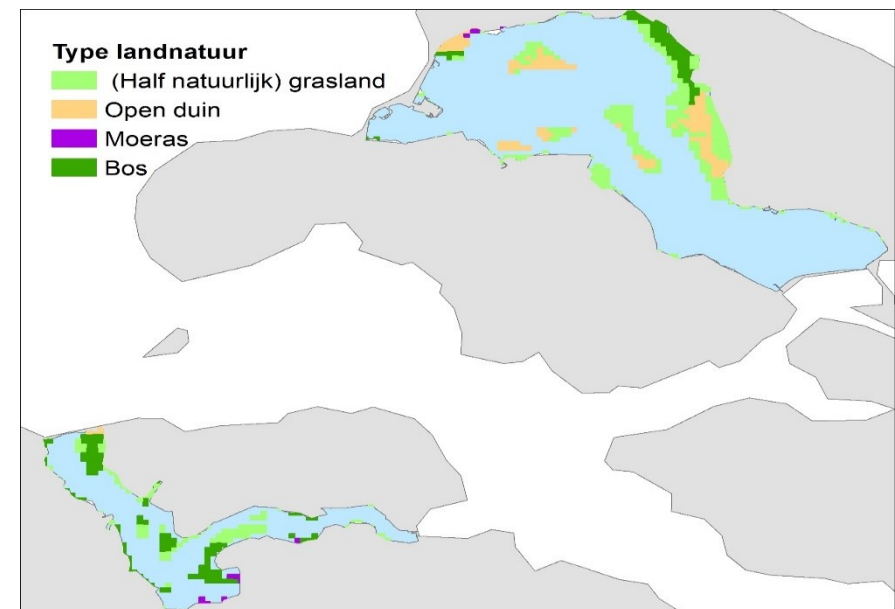 Type landnatuur
(Half natuurlijk) grasland
Open duin
Moeras
Bos